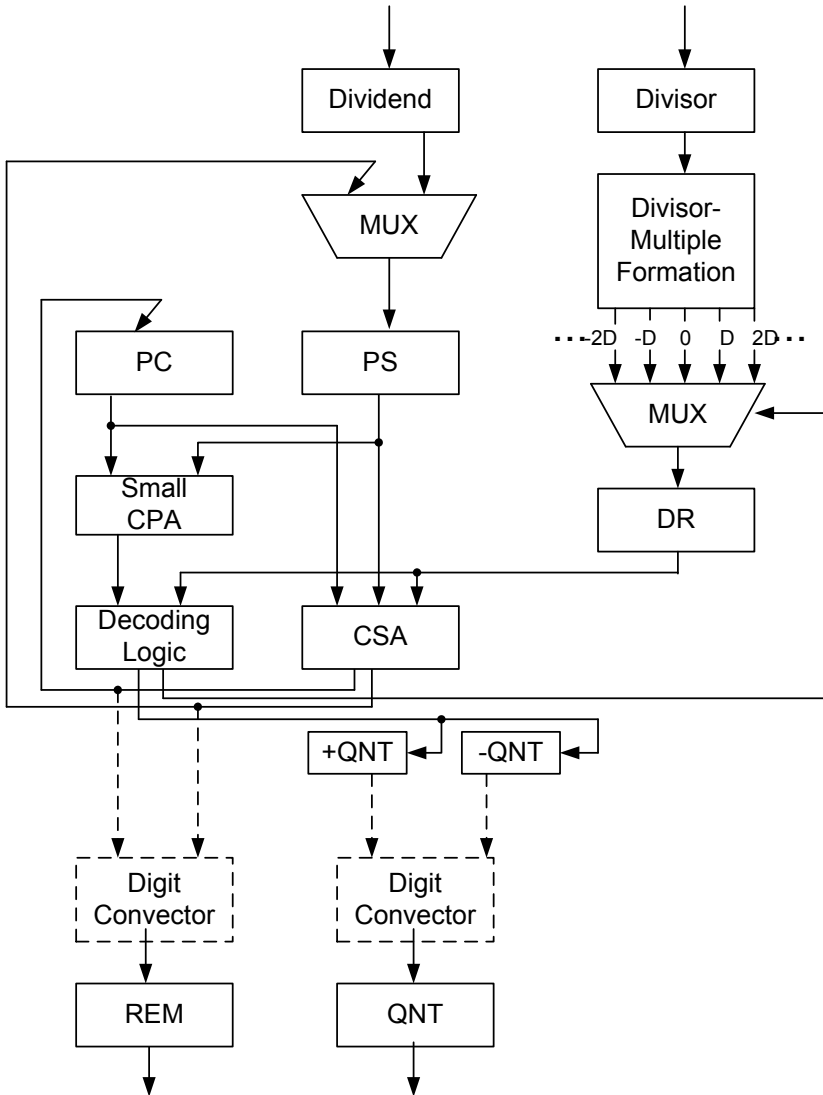 Dividend
Divisor
MUX
Divisor-
Multiple
Formation
PC
PS
...-2D -D 0 D 2D...
MUX
Small
CPA
DR
Decoding
Logic
CSA
+QNT
-QNT
Digit
Convector
Digit
Convector
REM
QNT